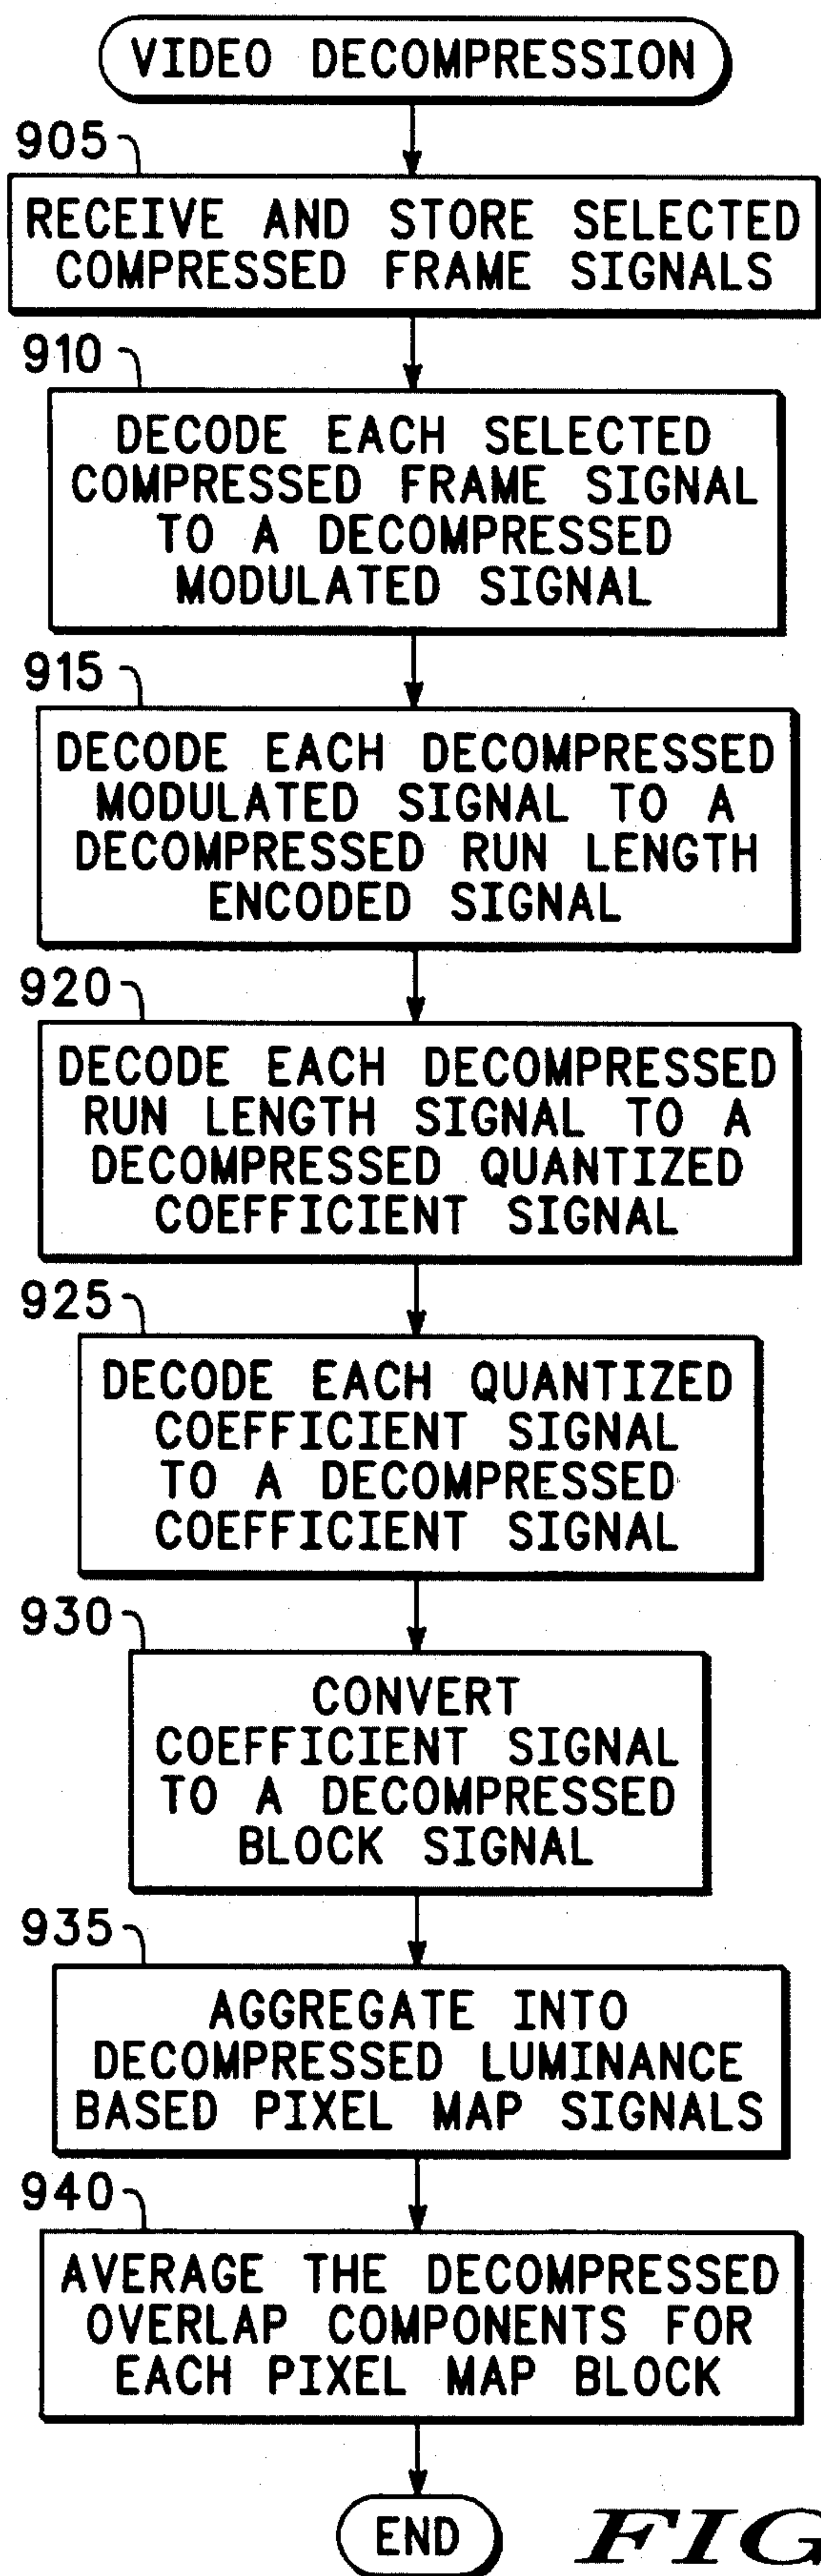 VIDEO DECOMPRESSION
905
RECEIVE AND STORE SELECTED
COMPRESSED FRAME SIGNALS
910
DECODE EACH SELECTED
COMPRESSED FRAME SIGNAL
TO A DECOMPRESSED
MODULATED SIGNAL
915
DECODE EACH DECOMPRESSED
MODULATED SIGNAL TO A
DECOMPRESSED RUN LENGTH
ENCODED SIGNAL
920
DECODE EACH DECOMPRESSED
RUN LENGTH SIGNAL TO A
DECOMPRESSED QUANTIZED
COEFFICIENT SIGNAL
925
DECODE EACH QUANTIZED
COEFFICIENT SIGNAL
TO A DECOMPRESSED
COEFFICIENT SIGNAL
930
CONVERT
COEFFICIENT SIGNAL
TO A DECOMPRESSED
BLOCK SIGNAL
935
AGGREGATE INTO
DECOMPRESSED LUMINANCE
BASED PIXEL MAP SIGNALS
940
AVERAGE THE DECOMPRESSED
OVERLAP COMPONENTS FOR
EACH PIXEL MAP BLOCK
END
FIG